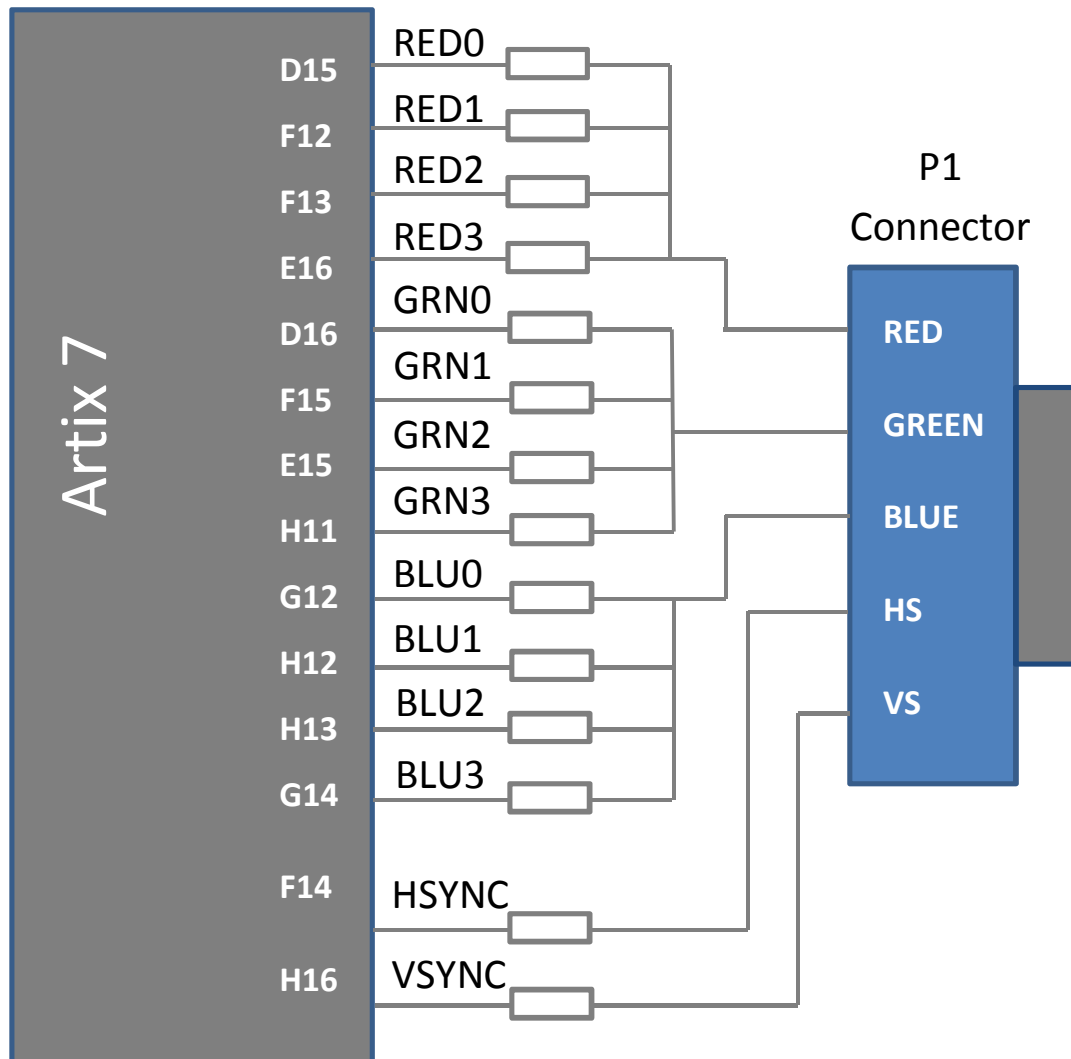 Artix 7
D15
RED0
F12
RED1
F13
RED2
E16
RED3
D16
GRN0
F15
GRN1
E15
GRN2
H11
GRN3
G12
BLU0
H12
BLU1
H13
BLU2
G14
BLU3
F14
HSYNC
H16
VSYNC
P1
Connector
RED
GREEN
BLUE
HS
VS